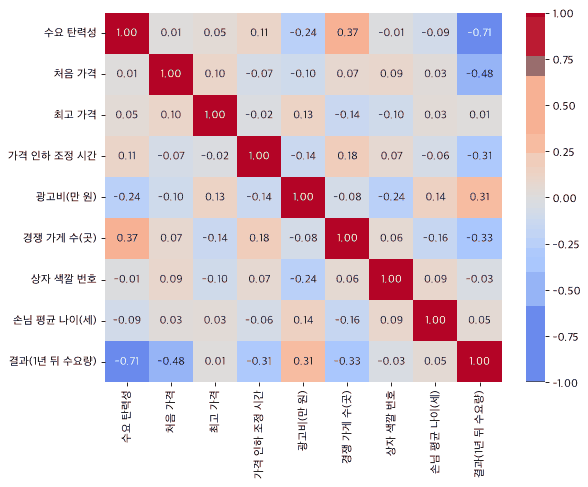 수요 탄력성 1.00 0.01 0.05 0.11 -0.24 0.37 -0.01 -0.09 -0.71
처음 가격 0.01 1.00 0.10 -0.07 -0.10 0.07 0.09 0.03 -0.48
최고 가격 0.05 0.10 1.00 -0.02 0.13 -0.14 -0.10 0.03 0.01
가격 인하 조정 시간 0.11 -0.07 -0.02 1.00 -0.14 0.18 0.07 -0.06 -0.31
광고비(만 원) -0.24 -0.10 0.13 -0.14 1.00 -0.08 -0.24 0.14 0.31
경쟁 가게 수(곳) 0.37 0.07 -0.14 0.18 -0.08 1.00 0.06 -0.16 -0.33
상자 색깔 번호 -0.01 0.09 -0.10 0.07 -0.24 0.06 1.00 0.09 -0.03
손님 평균 나이(세) -0.09 0.03 0.03 -0.06 0.14 -0.16 0.09 1.00 0.05
결과(1년 뒤 수요량) -0.71 -0.48 0.01 -0.31 0.31 -0.33 -0.03 0.05 1.00
수요 탄력성
처음 가격
최고 가격
가격 인하 조정 시간
광고비(만 원)
경쟁 가게 수(곳)
상자 색깔 번호
손님 평균 나이(세)
결과(1년 뒤 수요량)
1.00
0.75
0.50
0.25
0.00
-0.25
-0.50
-0.75
-1.00